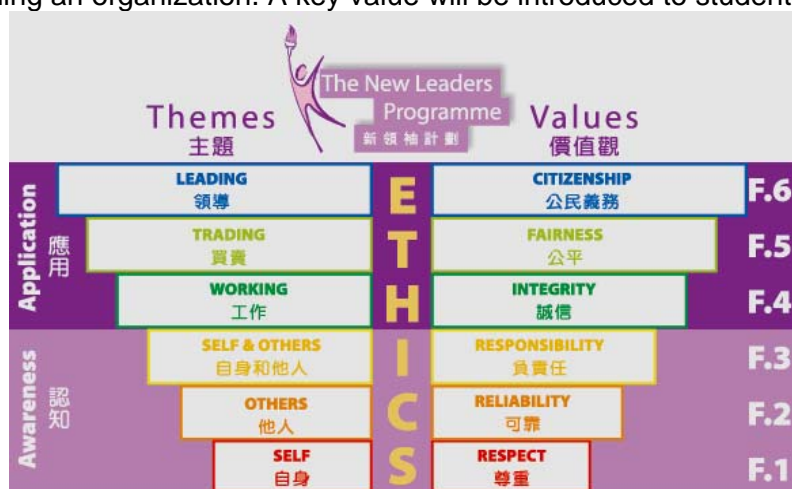 ing an organization. A key value will be introduced to student
The New Leaders
Programme
新領袖計劃
Themes
主題
Values
價值觀
Application
應用
LEADING
領導
E
CITIZENSHIP
公民義務
F.6
TRADING
買賣
T
FAIRNESS
公平
F.5
WORKING
工作
H
INTEGRITY
誠信
F.4
Awareness
認知
SELF & OTHERS
自身和他人
I
RESPONSIBILITY
負責任
F.3
OTHERS
他人
C
RELIABILITY
可靠
F.2
SELF
自身
S
RESPECT
尊重
F.1